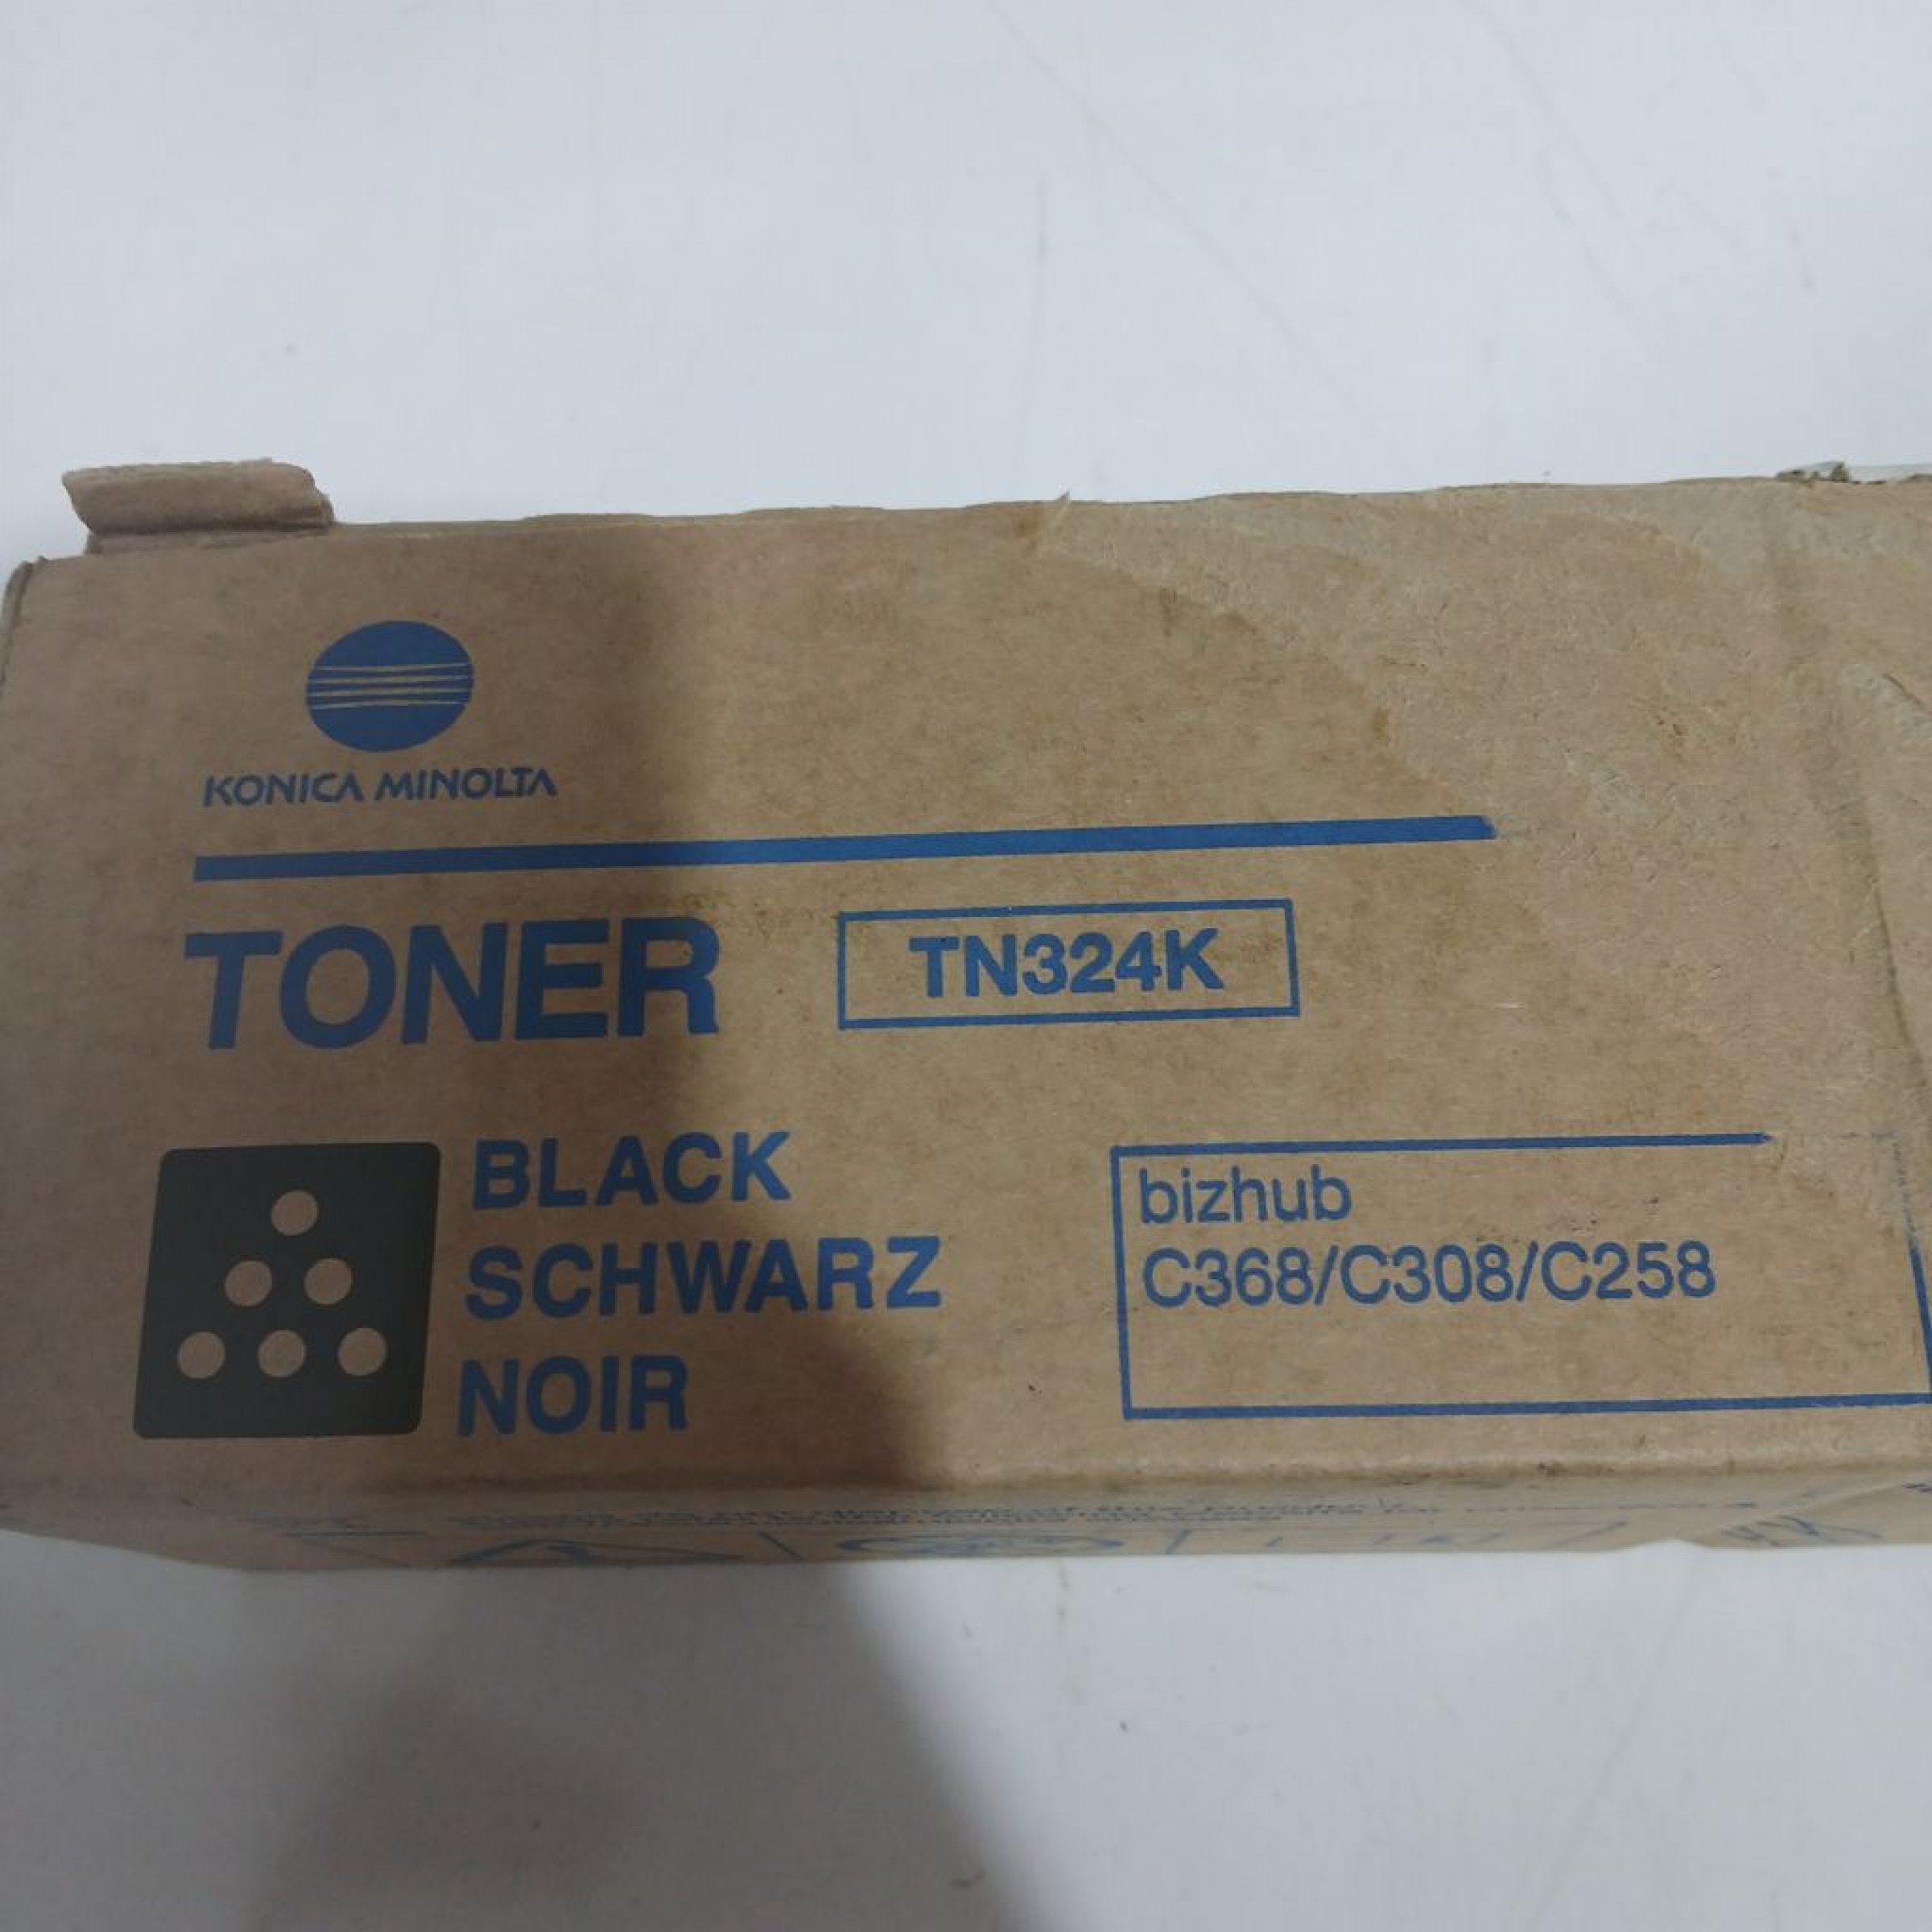 KONICA MINOLTA
TONER TN324K
BLACK
SCHWARZ
NOIR
bizhub
C368/C308/C258